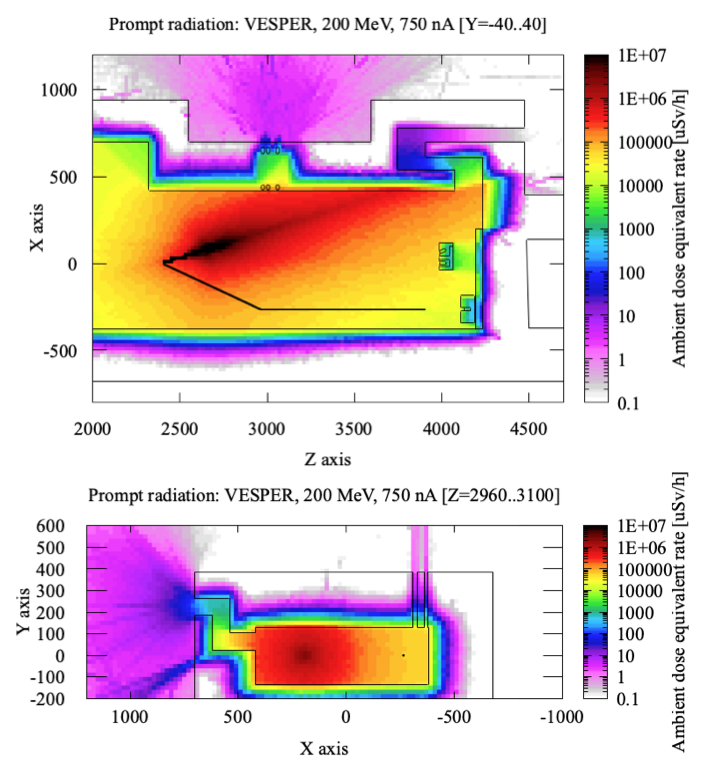 Prompt radiation: VESPER, 200 MeV, 750 nA [Y=-40..40]
1000
500
0
-500
X axis
2000 2500 3000 3500 4000 4500
Z axis
1E+07
1E+06
100000
10000
1000
100
10
1
0.1
Ambient dose equivalent rate [uSv/h]
Prompt radiation: VESPER, 200 MeV, 750 nA [Z=2960..3100]
600
500
400
300
200
100
0
-100
-200
Y axis
1000 500 0 -500 -1000
X axis
1E+07
1E+06
100000
10000
1000
100
10
1
0.1
Ambient dose equivalent rate [uSv/h]